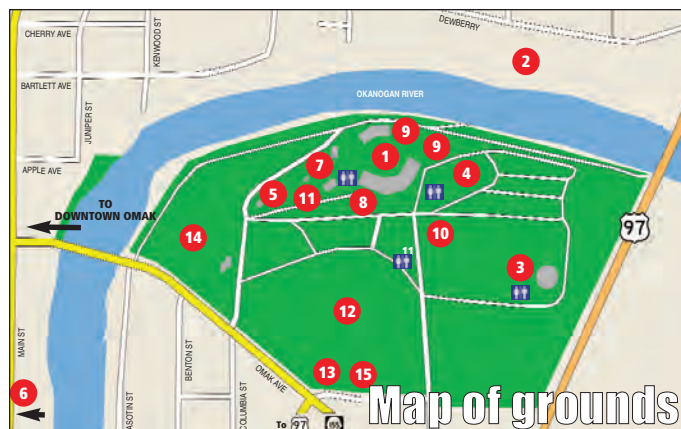 DEWBERRY
CHERRY AVE
KENWOOD ST
2
BARTLETT AVE
OKANOGAN RIVER
JUNIPER ST
9
9
1
7
APPLE AVE
4
5
11
8
TO
DOWNTOWN OMAK
97
14
10
11
3
12
MAIN ST
BENTON ST
OMAK AVE
13
15
6
ASOTIN ST
COLUMBIA ST
To 97
155
Map of grounds